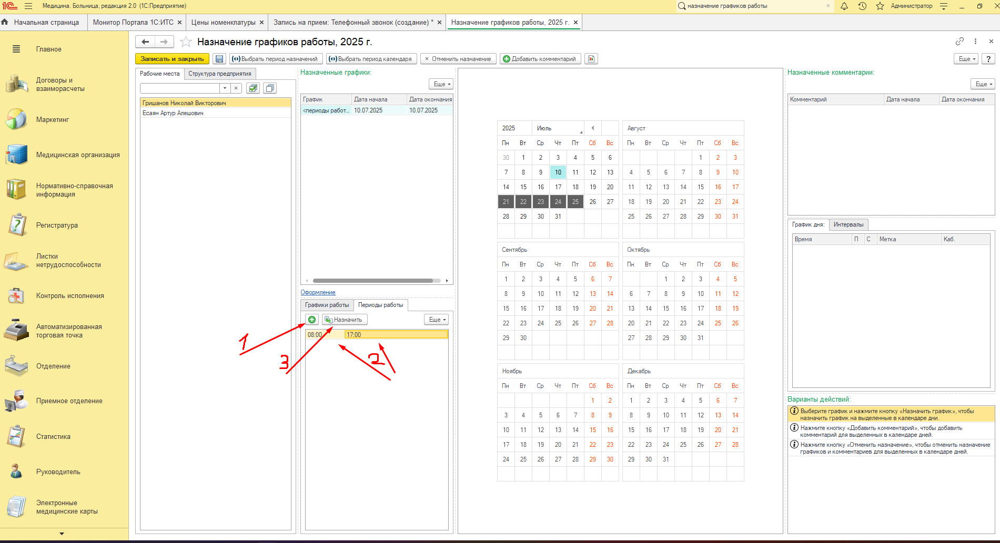 1С Медицина. Больница, редакция 2.0 (1С:Предприятие) назначение графиков работы × Администратор
Начальная страница Монитор Портала 1С:ИТС × Цены номенклатуры × Запись на прием: Телефонный звонок (создание) * × Назначение графиков работы, 2025 г. ×
Назначение графиков работы, 2025 г.
Записать и закрыть Выбрать период назначений Выбрать период календаря × Отменить назначение Добавить комментарий Еще ?
Главное
Договоры и
взаиморасчеты
Маркетинг
Медицинская организация
Нормативно-справочная
информация
Регистратура
Листки
нетрудоспособности
Контроль исполнения
Автоматизированная
торговая точка
Отделение
Приемное отделение
Статистика
Руководитель
Электронные
медицинские карты
Рабочие места Структура предприятия
Гришанов Николай Викторович
Есаян Артур Алешович
Назначенные графики:
Еще
График Дата начала Дата окончания
<периоды работ... 10.07.2025 10.07.2025
Оформление
Графики работы Периоды работы
Назначить Еще
08:00 17:00
1
3
2
2025 Июль
Пн Вт Ср Чт Пт Сб Вс
30 1 2 3 4 5 6
7 8 9 10 11 12 13
14 15 16 17 18 19 20
21 22 23 24 25 26 27
28 29 30 31
Август
Пн Вт Ср Чт Пт Сб Вс
1 2 3
4 5 6 7 8 9 10
11 12 13 14 15 16 17
18 19 20 21 22 23 24
25 26 27 28 29 30 31
Сентябрь
Пн Вт Ср Чт Пт Сб Вс
1 2 3 4 5 6 7
8 9 10 11 12 13 14
15 16 17 18 19 20 21
22 23 24 25 26 27 28
29 30
Октябрь
Пн Вт Ср Чт Пт Сб Вс
1 2 3 4 5
6 7 8 9 10 11 12
13 14 15 16 17 18 19
20 21 22 23 24 25 26
27 28 29 30 31
Ноябрь
Пн Вт Ср Чт Пт Сб Вс
1 2
3 4 5 6 7 8 9
10 11 12 13 14 15 16
17 18 19 20 21 22 23
24 25 26 27 28 29 30
Декабрь
Пн Вт Ср Чт Пт Сб Вс
1 2 3 4 5 6 7
8 9 10 11 12 13 14
15 16 17 18 19 20 21
22 23 24 25 26 27 28
29 30 31
Назначенные комментарии:
Еще
Комментарий Дата начала Дата окончания
График дня: Интервалы
Время П С Метка Каб.
Варианты действий:
Выберите график и нажмите кнопку «Назначить график», чтобы
назначить график на выделенные в календаре дни.
Нажмите кнопку «Добавить комментарий», чтобы добавить
комментарий для выделенных в календаре дней.
Нажмите кнопку «Отменить назначение», чтобы отменить назначение
графиков и комментариев для выделенных в календаре дней.